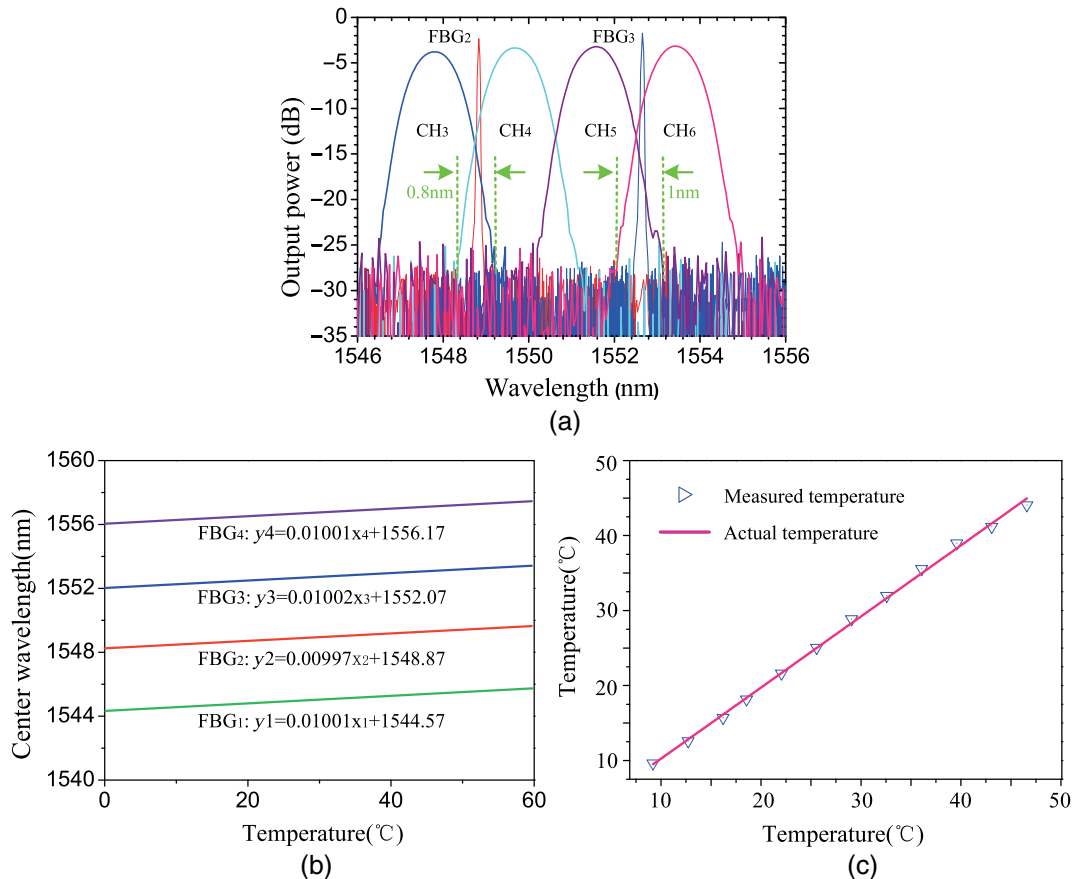 0
−5
−10
−15
−20
−25
−30
−35
Output power (dB)
FBG2
FBG3
CH3
CH4
CH5
CH6
0.8nm
1nm
1546
1548
1550
1552
1554
1556
Wavelength (nm)
(a)
1560
1556
1552
1548
1544
1540
Center wavelength(nm)
FBG4: y4=0.01001x4+1556.17
FBG3: y3=0.01002x3+1552.07
FBG2: y2=0.00997x2+1548.87
FBG1: y1=0.01001x1+1544.57
0
20
40
60
Temperature(℃)
(b)
50
40
30
20
10
Temperature(℃)
Measured temperature
Actual temperature
10
20
30
40
50
Temperature(℃)
(c)